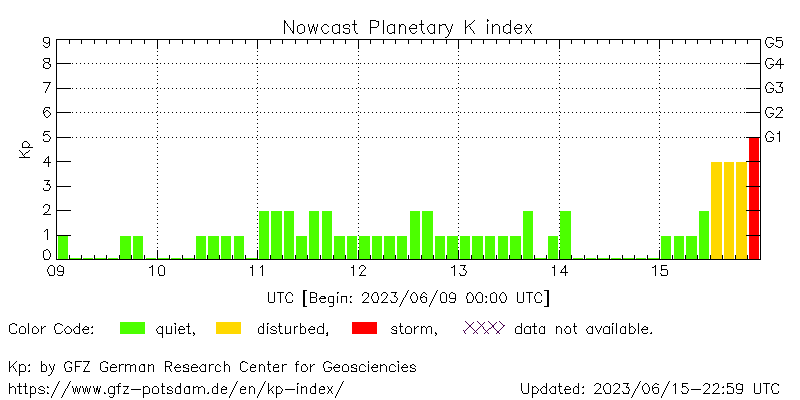 Nowcast Planetary K index
9 G5
8 G4
7 G3
6 G2
5 G1
4
3
2
1
0
Kp
09 10 11 12 13 14 15
UTC [Begin: 2023/06/09 00:00 UTC]
Color Code: quiet, disturbed, storm, data not available.
Kp: by GFZ German Research Center for Geosciencies
https://www.gfz-potsdam.de/en/kp-index/ Updated: 2023/06/15-22:59 UTC